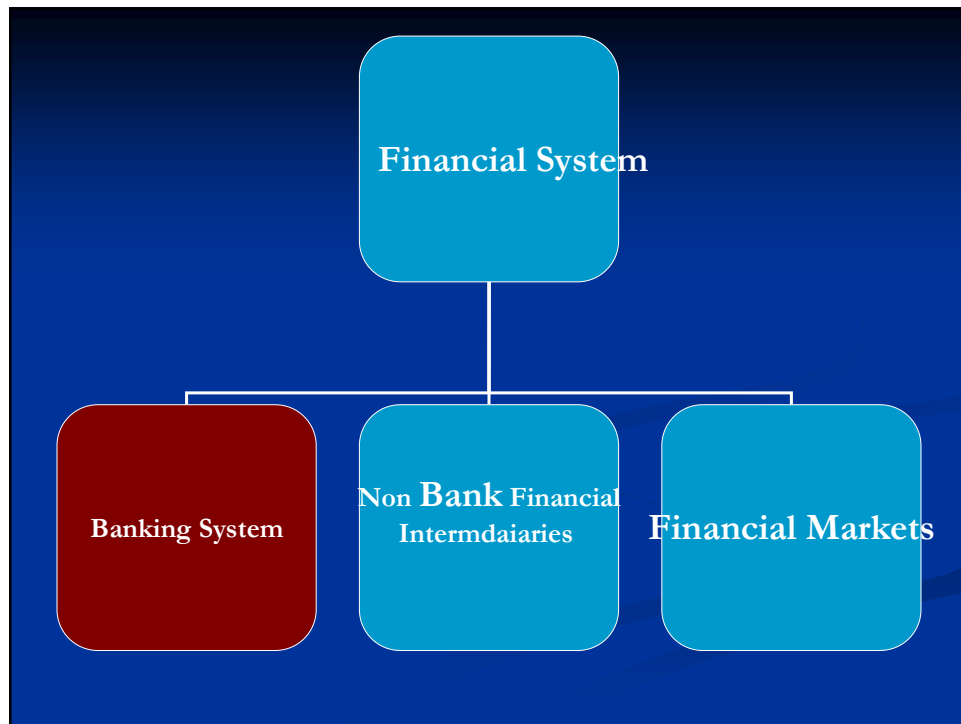 Financial System
Banking System
Non Bank Financial
Intermdaiaries
Financial Markets